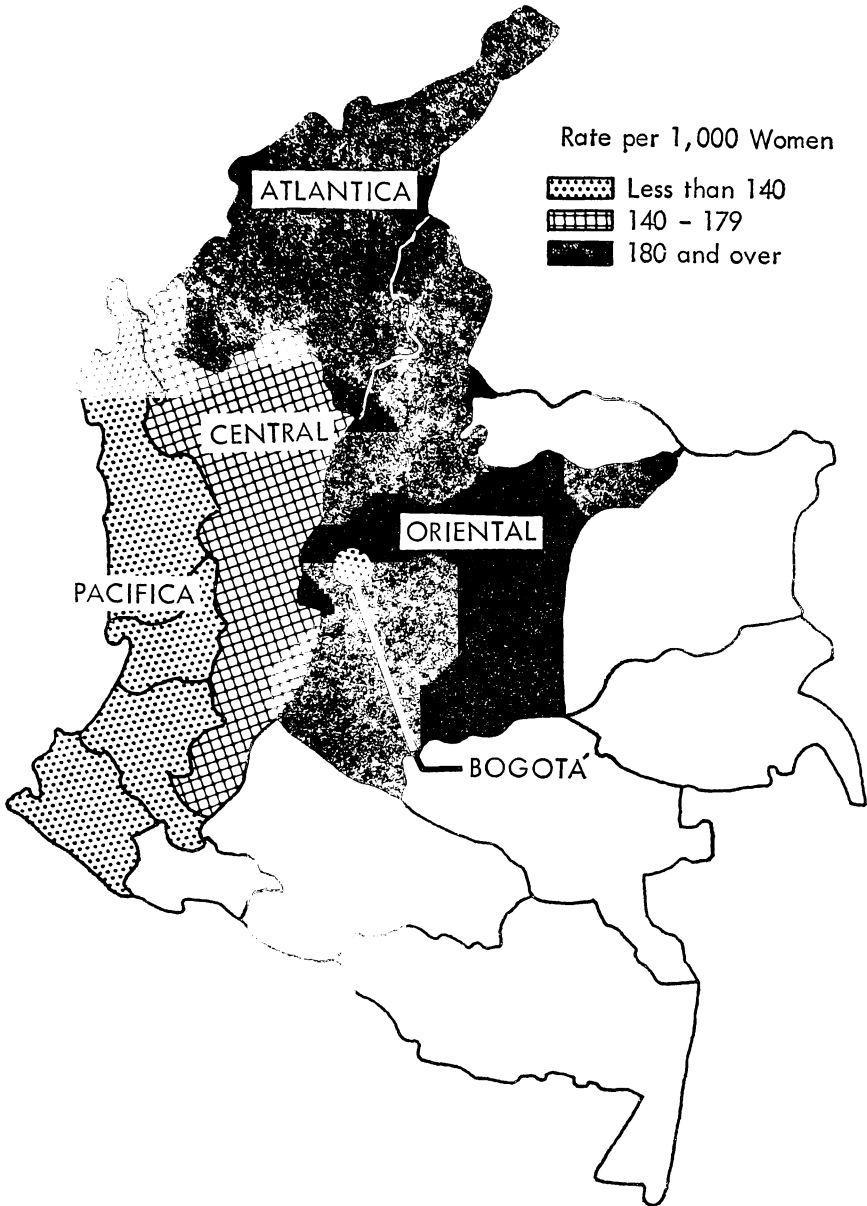 Rate per 1,000 Women
Less than 140
140 - 179
180 and over
ATLANTICA
CENTRAL
ORIENTAL
PACIFICA
BOGOTÁ